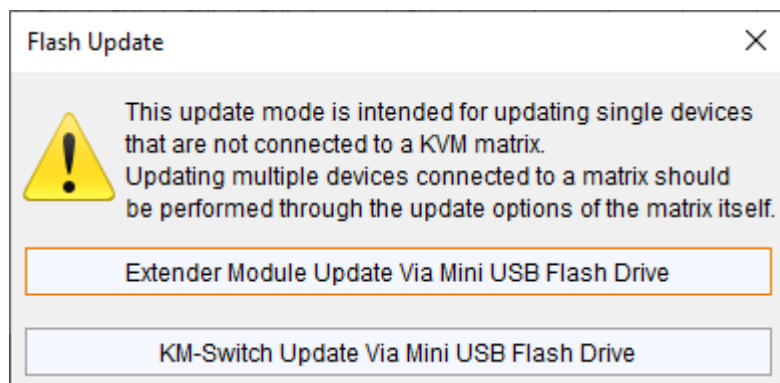 Flash Update
This update mode is intended for updating single devices
that are not connected to a KVM matrix.
Updating multiple devices connected to a matrix should
be performed through the update options of the matrix itself.
Extender Module Update Via Mini USB Flash Drive
KM-Switch Update Via Mini USB Flash Drive